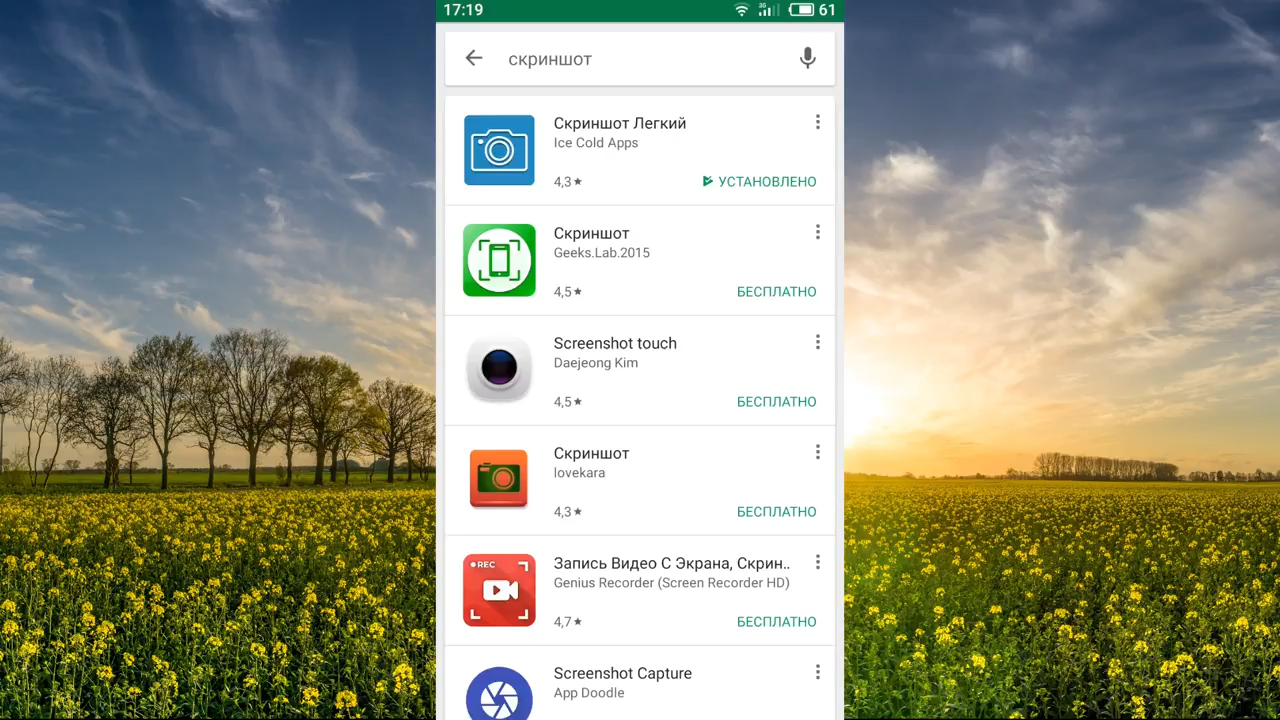 17:19
3G
61
скриншот
Скриншот Легкий
Ice Cold Apps
4,3
УСТАНОВЛЕНО
Скриншот
Geeks.Lab.2015
4,5
БЕСПЛАТНО
Screenshot touch
Daejeong Kim
4,5
БЕСПЛАТНО
Скриншот
lovekara
4,3
БЕСПЛАТНО
REC
Запись Видео С Экрана, Скрин..
Genius Recorder (Screen Recorder HD)
4,7
БЕСПЛАТНО
Screenshot Capture
App Doodle